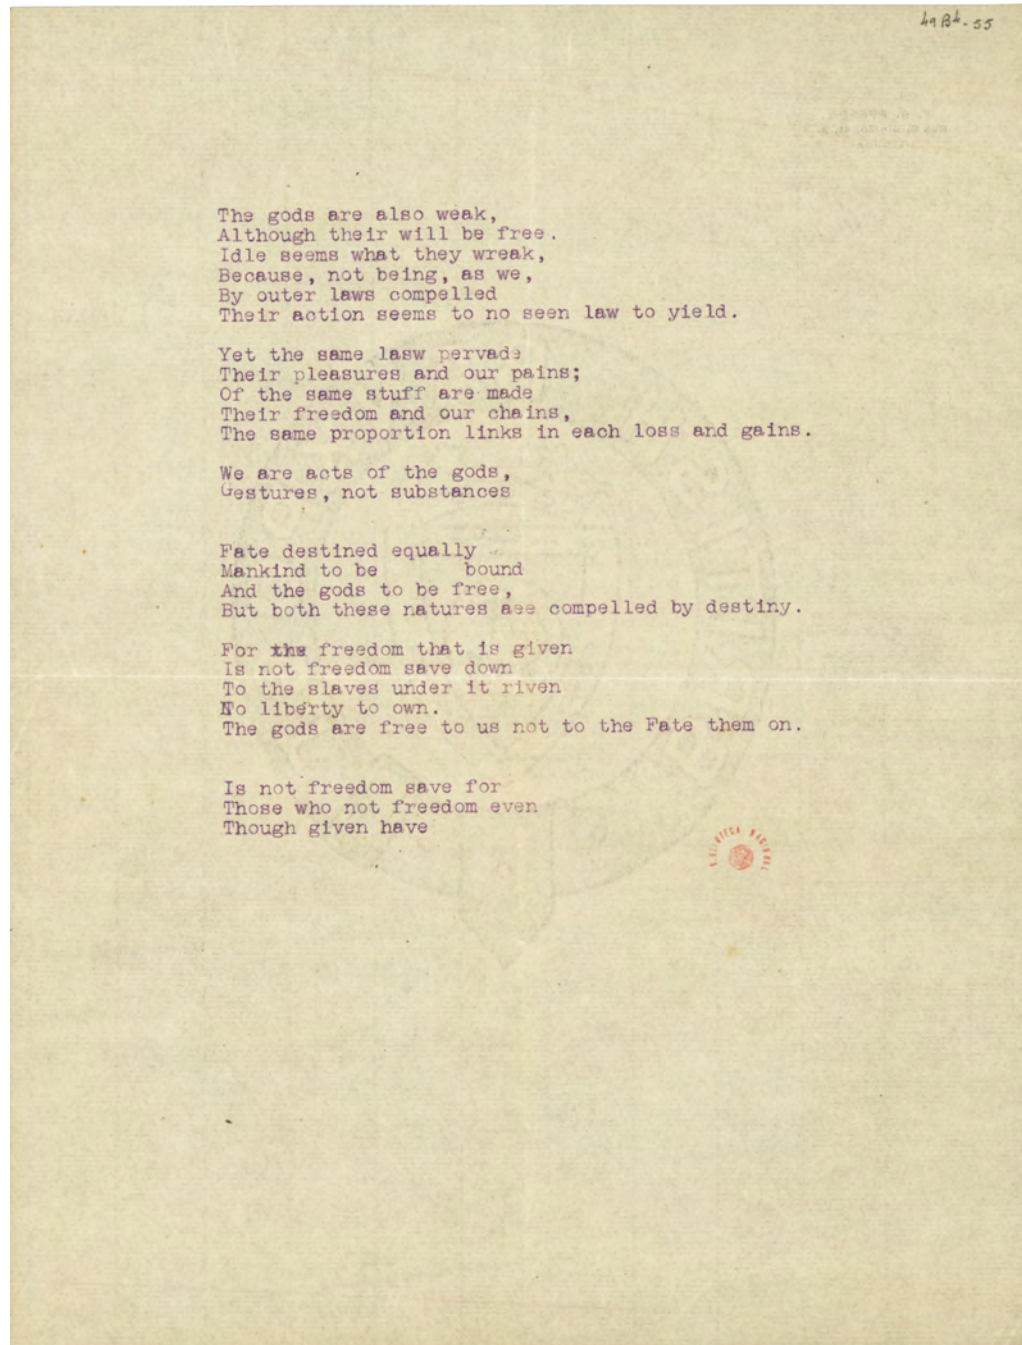 49B4-55
The gods are also weak,
Although their will be free.
Idle seems what they wreak,
Because, not being, as we,
By outer laws compelled
Their action seems to no seen law to yield.
Yet the same lasw pervade
Their pleasures and our pains;
Of the same stuff are made
Their freedom and our chains,
The same proportion links in each loss and gains.
We are acts of the gods,
Gestures, not substances
Fate destined equally
Mankind to be bound
And the gods to be free,
But both these natures aee compelled by destiny.
For the freedom that is given
Is not freedom save down
To the slaves under it riven
No liberty to own.
The gods are free to us not to the Fate them on.
Is not freedom save for
Those who not freedom even
Though given have
BIBLIOTECA NACIONAL